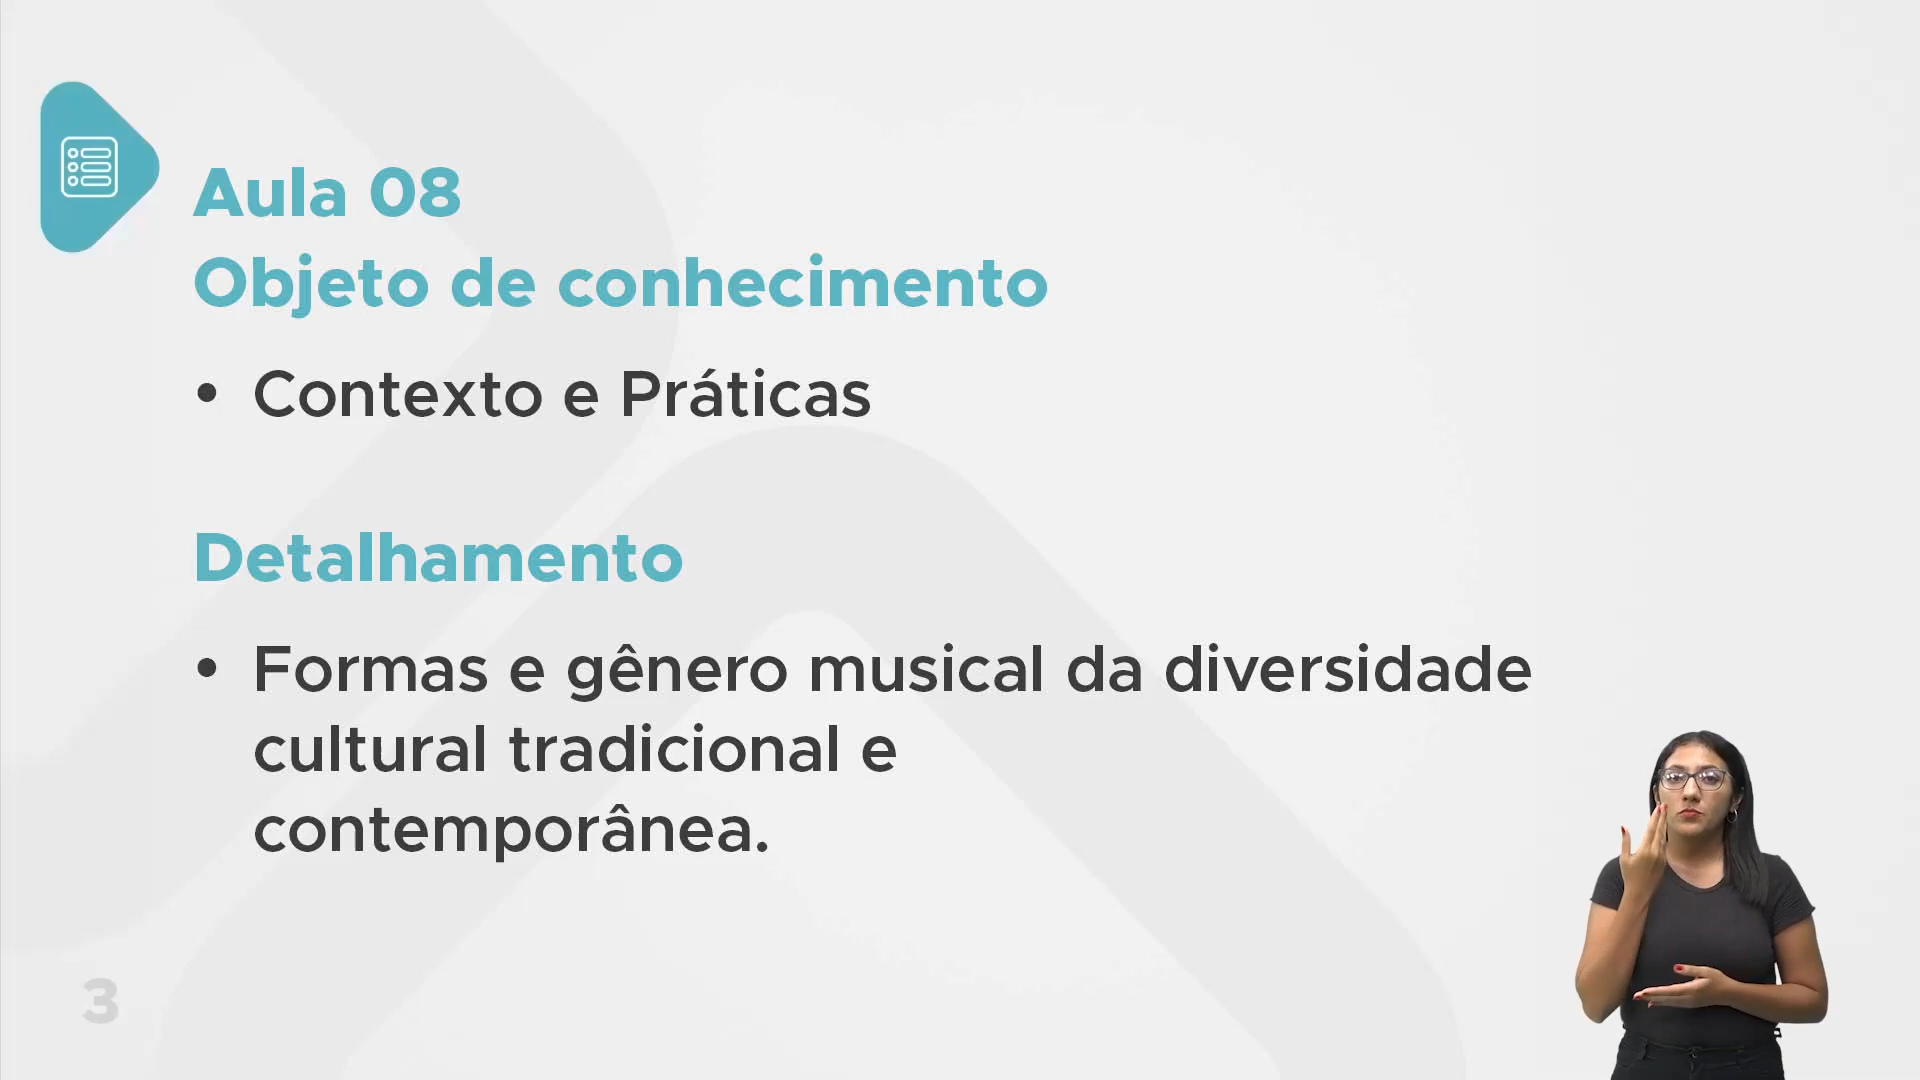 Aula 08
Objeto de conhecimento
• Contexto e Práticas
Detalhamento
• Formas e gênero musical da diversidade
cultural tradicional e
contemporânea.
3